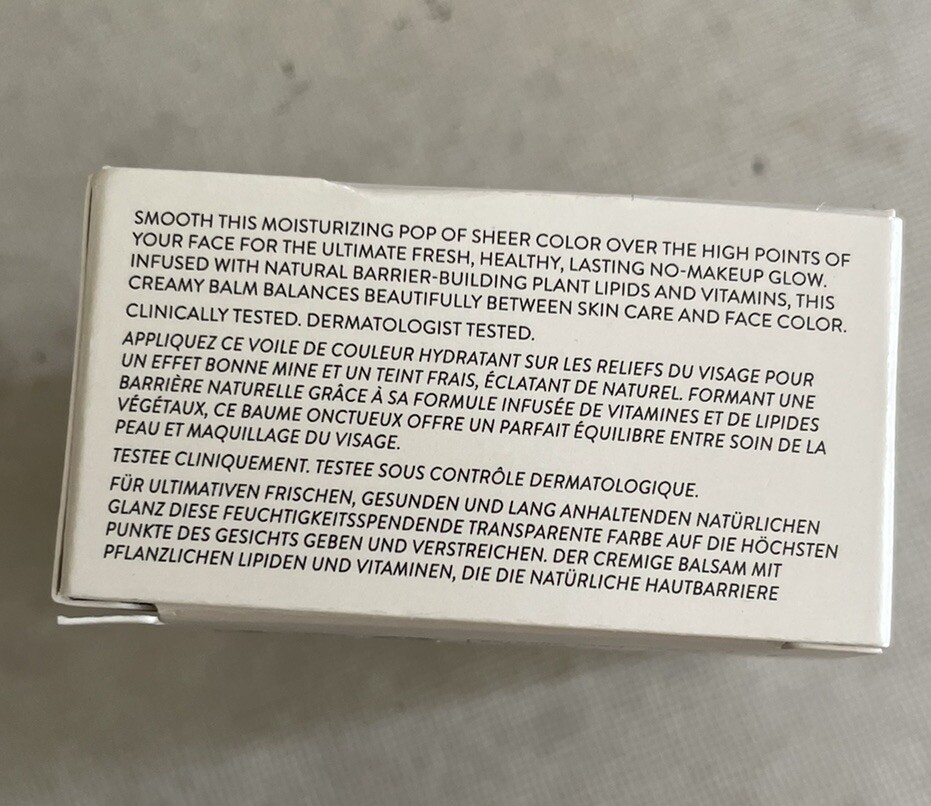 SMOOTH THIS MOISTURIZING POP OF SHEER COLOR OVER THE HIGH POINTS OF
YOUR FACE FOR THE ULTIMATE FRESH, HEALTHY, LASTING NO-MAKEUP GLOW.
INFUSED WITH NATURAL BARRIER-BUILDING PLANT LIPIDS AND VITAMINS, THIS
CREAMY BALM BALANCES BEAUTIFULLY BETWEEN SKIN CARE AND FACE COLOR.
CLINICALLY TESTED. DERMATOLOGIST TESTED.
APPLIQUEZ CE VOILE DE COULEUR HYDRATANT SUR LES RELIEFS DU VISAGE POUR
UN EFFET BONNE MINE ET UN TEINT FRAIS, ÉCLATANT DE NATUREL. FORMANT UNE
BARRIÈRE NATURELLE GRÂCE À SA FORMULE INFUSÉE DE VITAMINES ET DE LIPIDES
VÉGÉTAUX, CE BAUME ONCTUEUX OFFRE UN PARFAIT ÉQUILIBRE ENTRE SOIN DE LA
PEAU ET MAQUILLAGE DU VISAGE.
TESTEE CLINIQUEMENT. TESTEE SOUS CONTRÔLE DERMATOLOGIQUE.
FÜR ULTIMATIVEN FRISCHEN, GESUNDEN UND LANG ANHALTENDEN NATÜRLICHEN
GLANZ DIESE FEUCHTIGKEITSSPENDENDE TRANSPARENTE FARBE AUF DIE HÖCHSTEN
PUNKTE DES GESICHTS GEBEN UND VERSTREICHEN. DER CREMIGE BALSAM MIT
PFLANZLICHEN LIPIDEN UND VITAMINEN, DIE DIE NATÜRLICHE HAUTBARRIERE